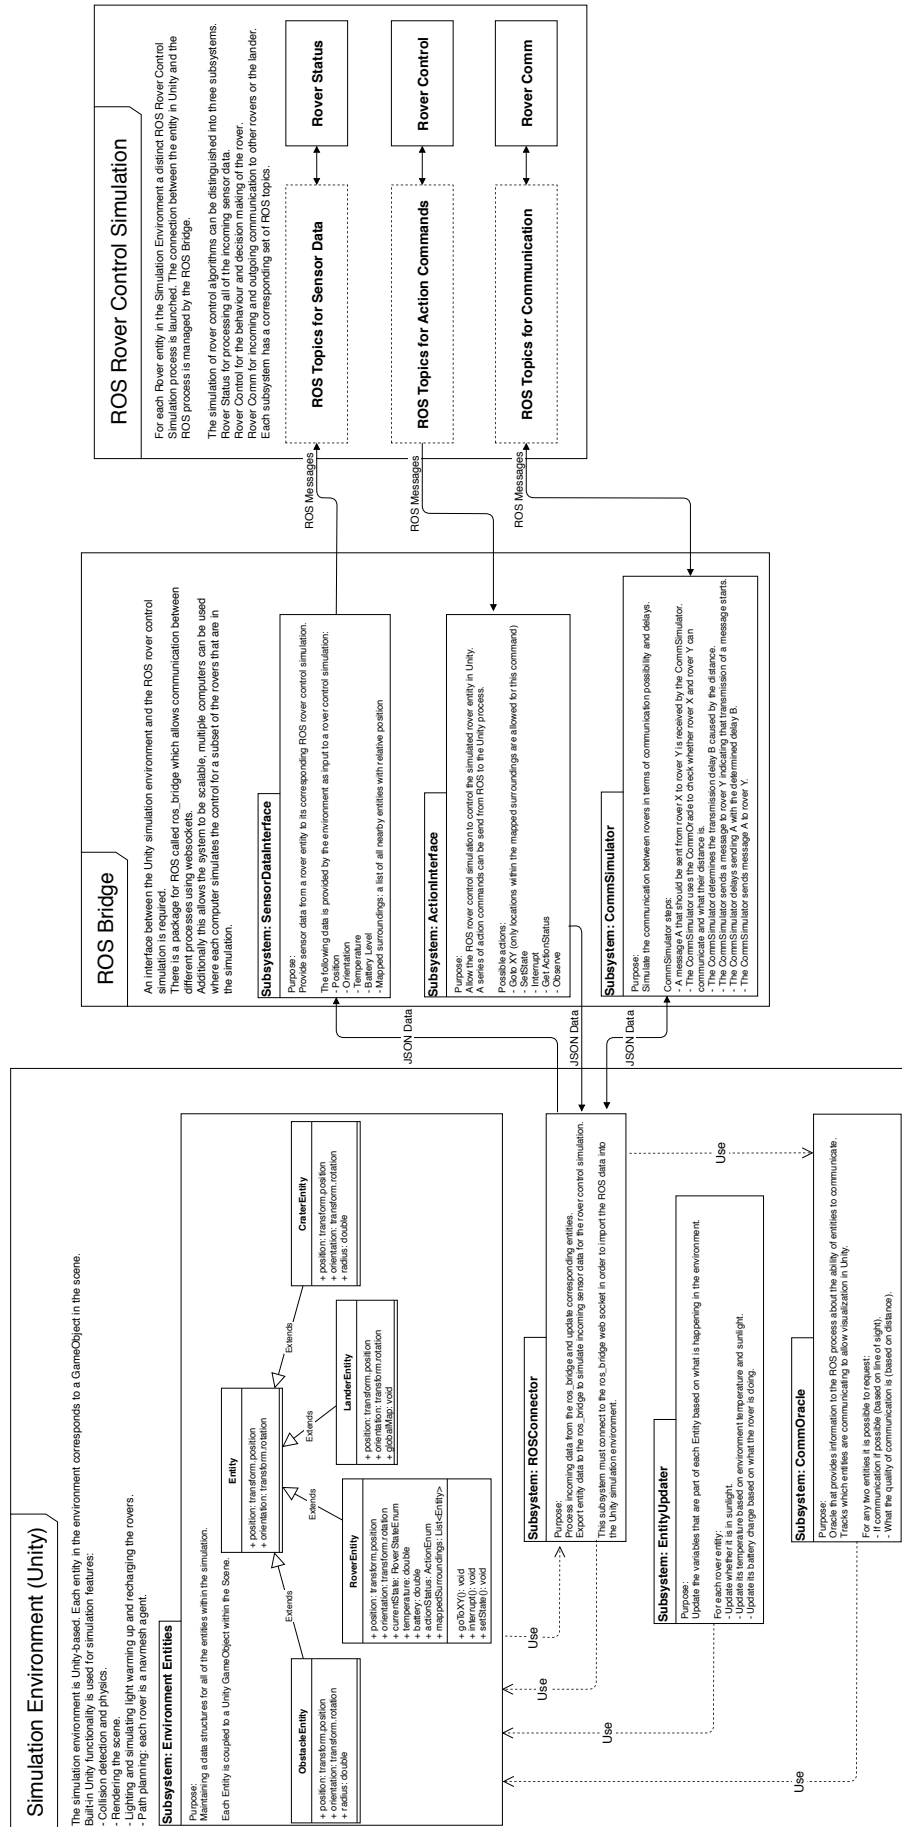 Simulation Environment (Unity)
The simulation environment is Unity-based. Each entity in the environment corresponds to a GameObject in the scene.
Built-in Unity functionality is used for simulation features:
- Collision detection and physics.
- Rendering the scene.
- Lighting and simulating light warming up and recharging the rovers.
- Path planning: each rover is a navmesh agent.
Subsystem: Environment Entities
Purpose:
Maintaining a data structures for all of the entities within the simulation.
Each Entity is coupled to a Unity GameObject within the Scene.
Entity
+ position: transform.position
+ orientation: transform.rotation
Extends
Extends
Extends
Extends
ObstacleEntity
+ position: transform.position
+ orientation: transform.rotation
+ radius: double
RoverEntity
+ position: transform.position
+ orientation: transform.rotation
+ currentState: RoverStateEnum
+ temperature: double
+ battery: double
+ actionStatus: ActionEnum
+ mappedSurroundings: List<Entity>
+ goToXY(): void
+ interrupt(): void
+ setState(): void
LanderEntity
+ position: transform.position
+ orientation: transform.rotation
+ globalMap: void
CraterEntity
+ position: transform.position
+ orientation: transform.rotation
+ radius: double
Use
Use
Use
Use
Use
Subsystem: ROSConnector
Purpose:
Process incoming data from the ros_bridge and update corresponding entities.
Export entity data to the ros_bridge to simulate incoming sensor data for the rover control simulation.
This subsystem must connect to the ros_bridge web socket in order to import the ROS data into
the Unity simulation environment.
Subsystem: EntityUpdater
Purpose:
Update the variables that are part of each Entity based on what is happening in the environment.
For each rover entity:
- Update whether it is in sunlight.
- Update its temperature based on environment temperature and sunlight.
- Update its battery charge based on what the rover is doing.
Subsystem: CommOracle
Purpose:
Oracle that provides information to the ROS process about the ability of entities to communicate.
Tracks which entities are communicating to allow visualization in Unity.
For any two entities it is possible to request:
- If communication if possible (based on line of sight).
- What the quality of communication is (based on distance).
JSON Data
JSON Data
JSON Data
ROS Bridge
An interface between the Unity simulation environment and the ROS rover control
simulation is required.
There is a package for ROS called ros_bridge which allows communication between
different processes using websockets.
Additionally this allows the system to be scalable, multiple computers can be used
where each computer simulates the control for a subset of the rovers that are in
the simulation.
Subsystem: SensorDataInterface
Purpose:
Provide sensor data from a rover entity to its corresponding ROS rover control simulation.
The following data is provided by the environment as input to a rover control simulation:
- Position
- Orientation
- Temperature
- Battery Level
- Mapped surroundings: a list of all nearby entities with relative position
Subsystem: ActionInterface
Purpose:
Allow the ROS rover control simulation to control the simulated rover entity in Unity.
A series of action commands can be send from ROS to the Unity process.
Possible actions:
- Go to XY (only locations within the mapped surroundings are allowed for this command)
- SetState
- Interrupt
- Get ActionStatus
- Observe
Subsystem: CommSimulator
Purpose:
Simulate the communication between rovers in terms of communication possibility and delays.
CommSimulator steps:
- A message A that should be sent from rover X to rover Y is received by the CommSimulator.
- The CommSimulator uses the CommOracle to check whether rover X and rover Y can
communicate and what their distance is.
- The CommSimulator determines the transmission delay B caused by the distance.
- The CommSimulator sends a message to rover Y indicating that transmission of a message starts.
- The CommSimulator delays sending A with the determined delay B.
- The CommSimulator sends message A to rover Y.
ROS Messages
ROS Messages
ROS Messages
ROS Rover Control Simulation
For each Rover entity in the Simulation Environment a distinct ROS Rover Control
Simulation process is launched. The connection between the entity in Unity and the
ROS process is managed by the ROS Bridge.
The simulation of rover control algorithms can be distinguished into three subsystems.
Rover Status for processing all of the incoming sensor data.
Rover Control for the behaviour and decision making of the rover.
Rover Comm for incoming and outgoing communication to other rovers or the lander.
Each subsystem has a corresponding set of ROS topics.
ROS Topics for Sensor Data
Rover Status
ROS Topics for Action Commands
Rover Control
ROS Topics for Communication
Rover Comm